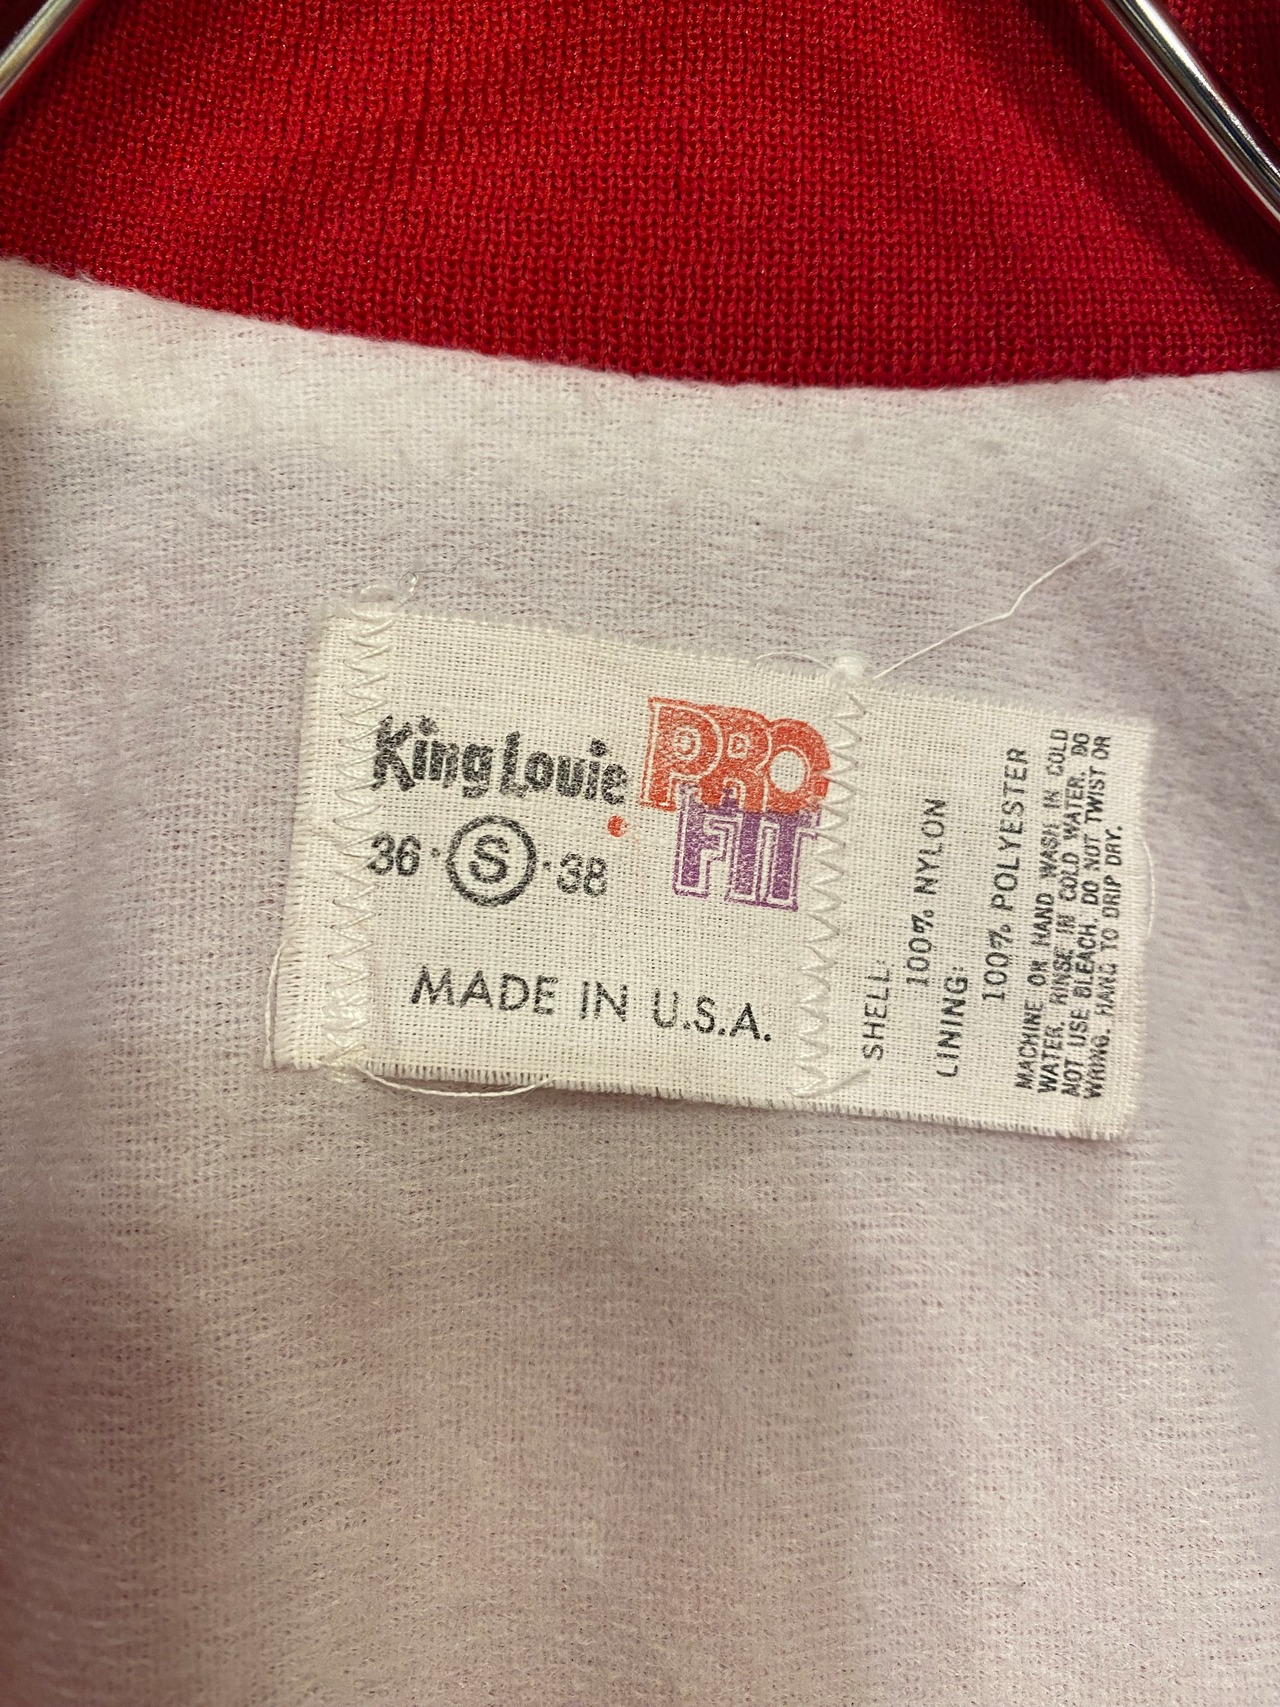 King Louie
PRO
FIT
36·S·38
MADE IN U.S.A.
SHELL:
100% NYLON
LINING:
100% POLYESTER
MACHINE OR HAND WASH IN COLD
WATER. RINSE IN COLD WATER. DO
NOT USE BLEACH. DO NOT TWIST OR
WRING. HANG TO DRIP DRY.